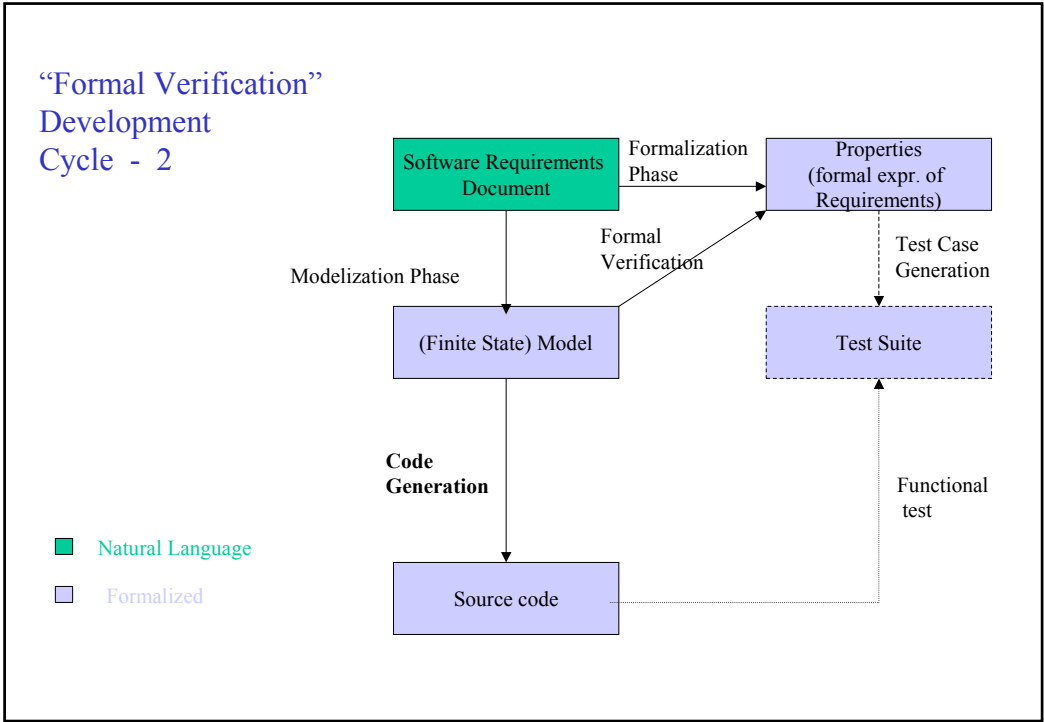 “Formal Verification”
Development
Cycle - 2
Software Requirements
Document
Formalization
Phase
Properties
(formal expr. of
Requirements)
Modelization Phase
Formal
Verification
Test Case
Generation
(Finite State) Model
Test Suite
Code
Generation
Functional
test
Natural Language
Formalized
Source code